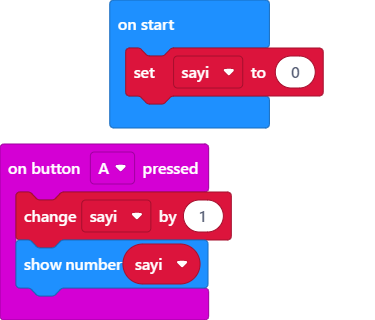 on start
set sayi to 0
on button A pressed
change sayi by 1
show number sayi